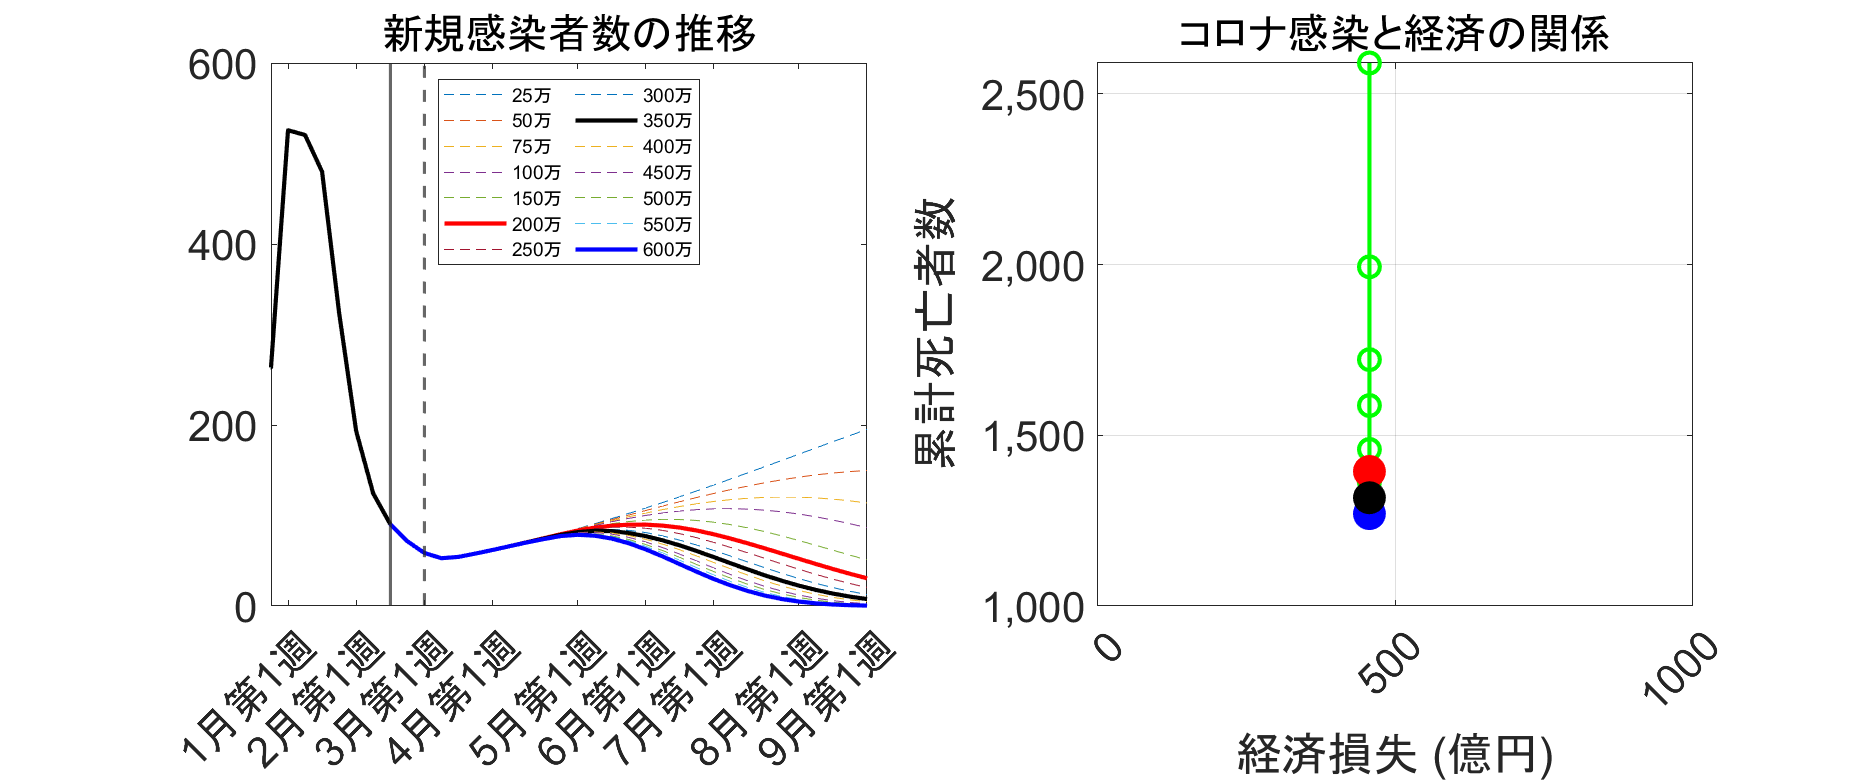 新規感染者数の推移
600
400
200
0
25万
50万
75万
100万
150万
200万
250万
300万
350万
400万
450万
500万
550万
600万
1月第1週
2月第1週
3月第1週
4月第1週
5月第1週
6月第1週
7月第1週
8月第1週
9月第1週
コロナ感染と経済の関係
累計死亡者数
2,500
2,000
1,500
1,000
0
500
1000
経済損失 (億円)